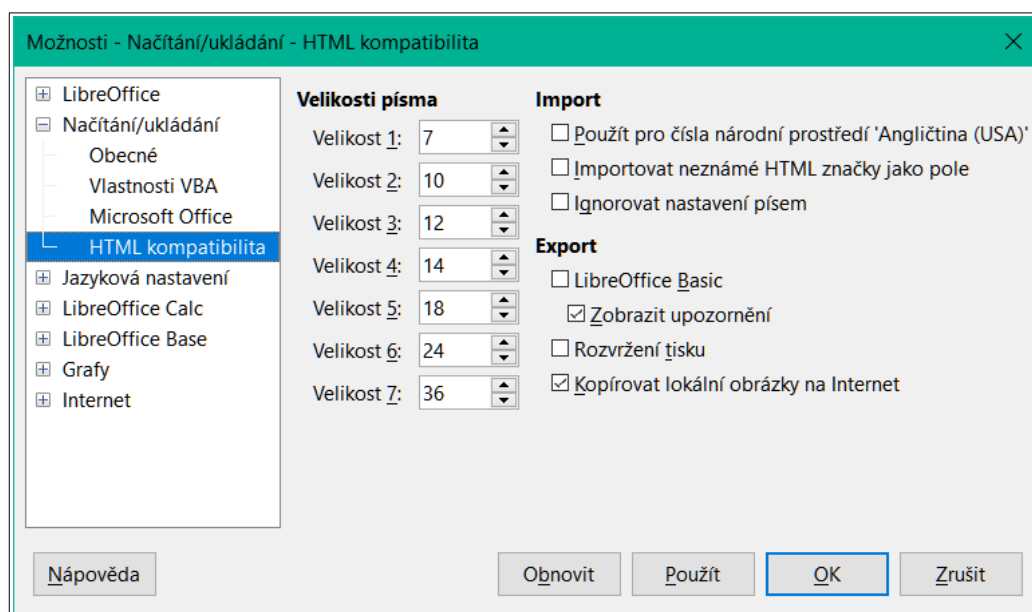 Možnosti - Načítání/ukládání - HTML kompatibilita
LibreOffice
Načítání/ukládání
Obecné
Vlastnosti VBA
Microsoft Office
HTML kompatibilita
Jazyková nastavení
LibreOffice Calc
LibreOffice Base
Grafy
Internet
Velikosti písma
Velikost 1: 7
Velikost 2: 10
Velikost 3: 12
Velikost 4: 14
Velikost 5: 18
Velikost 6: 24
Velikost 7: 36
Import
Použít pro čísla národní prostředí 'Angličtina (USA)'
Importovat neznámé HTML značky jako pole
Ignorovat nastavení písem
Export
LibreOffice Basic
Zobrazit upozornění
Rozvržení tisku
Kopírovat lokální obrázky na Internet
Nápověda Obnovit Použít OK Zrušit